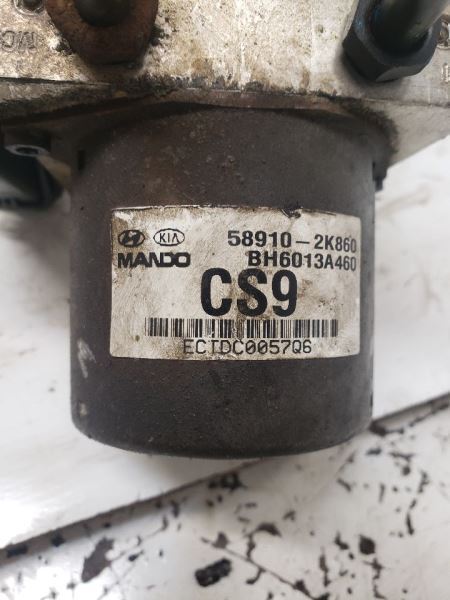 KIA 58910-2K860
MANDO BH6013A460
CS9
ECIDC0057Q6